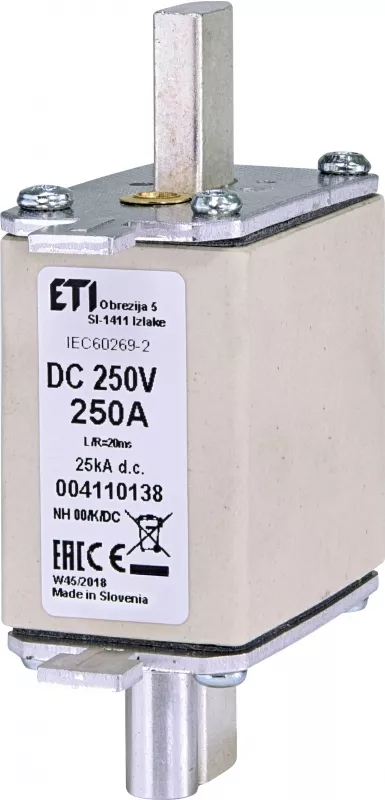 ETI Obrezija 5
SI-1411 Izlake
IEC60269-2
DC 250V
250A
L/R=20ms
25kA d.c.
004110138
NH 00/K/DC
EAC CE
W45/2018
Made in Slovenia